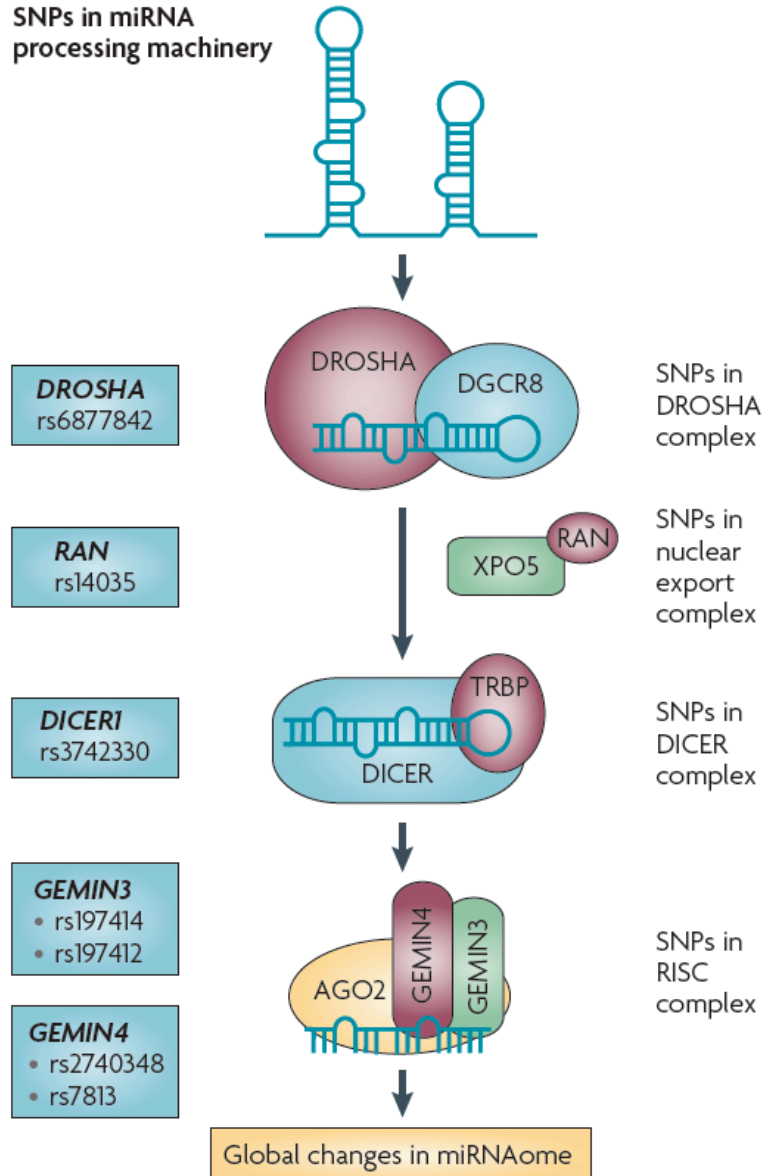 SNPs in miRNA
processing machinery
DROSHA
DGCR8
DROSHA
rs6877842
SNPs in
DROSHA
complex
RAN
rs14035
XPO5
RAN
SNPs in
nuclear
export
complex
DICER1
rs3742330
TRBP
DICER
SNPs in
DICER
complex
GEMIN3
• rs197414
• rs197412
GEMIN4
• rs2740348
• rs7813
AGO2
GEMIN4
GEMIN3
SNPs in
RISC
complex
Global changes in miRNAome